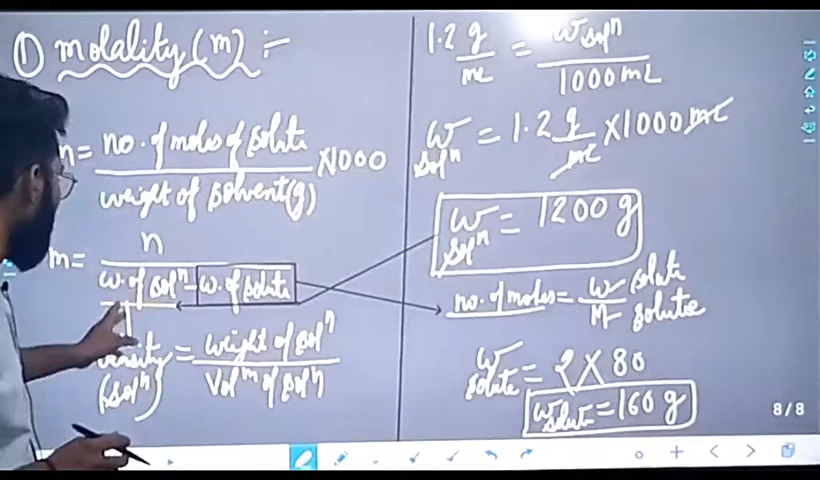 ① molality (m) :-
= no. of moles of solute / weight of solvent (g) × 1000
m = n / w. of solⁿ - w. of solute
density (solⁿ) = weight of solⁿ / volᵐ of solⁿ
1.2 g/mL = w solⁿ / 1000 mL
w solⁿ = 1.2 g/mL × 1000 mL
w solⁿ = 1200 g
no. of moles = w solute / M solute
w solute = 2 × 80
w solute = 160 g
8/8